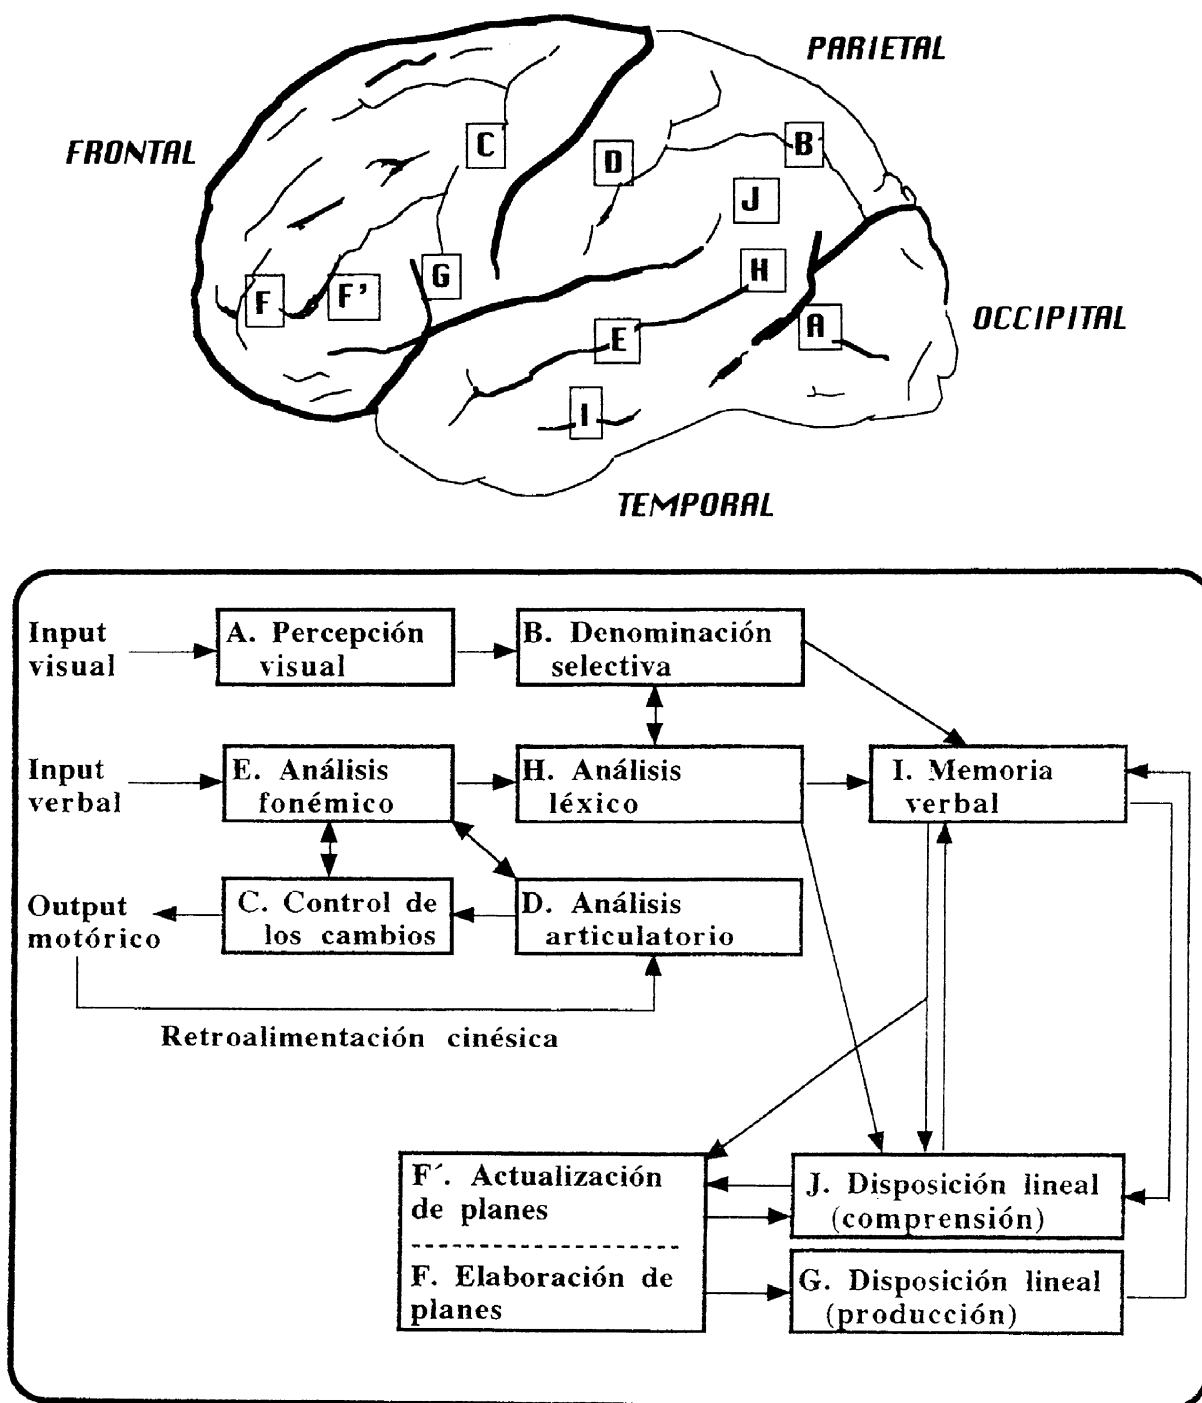 PARIETAL
FRONTAL
C
D
B
J
F
F'
G
H
E
A
OCCIPITAL
I
TEMPORAL
Input
visual
A. Percepción
visual
B. Denominación
selectiva
Input
verbal
E. Análisis
fonémico
H. Análisis
léxico
I. Memoria
verbal
Output
motórico
C. Control de
los cambios
D. Análisis
articulatorio
Retroalimentación cinésica
F´. Actualización
de planes
F. Elaboración de
planes
J. Disposición lineal
(comprensión)
G. Disposición lineal
(producción)